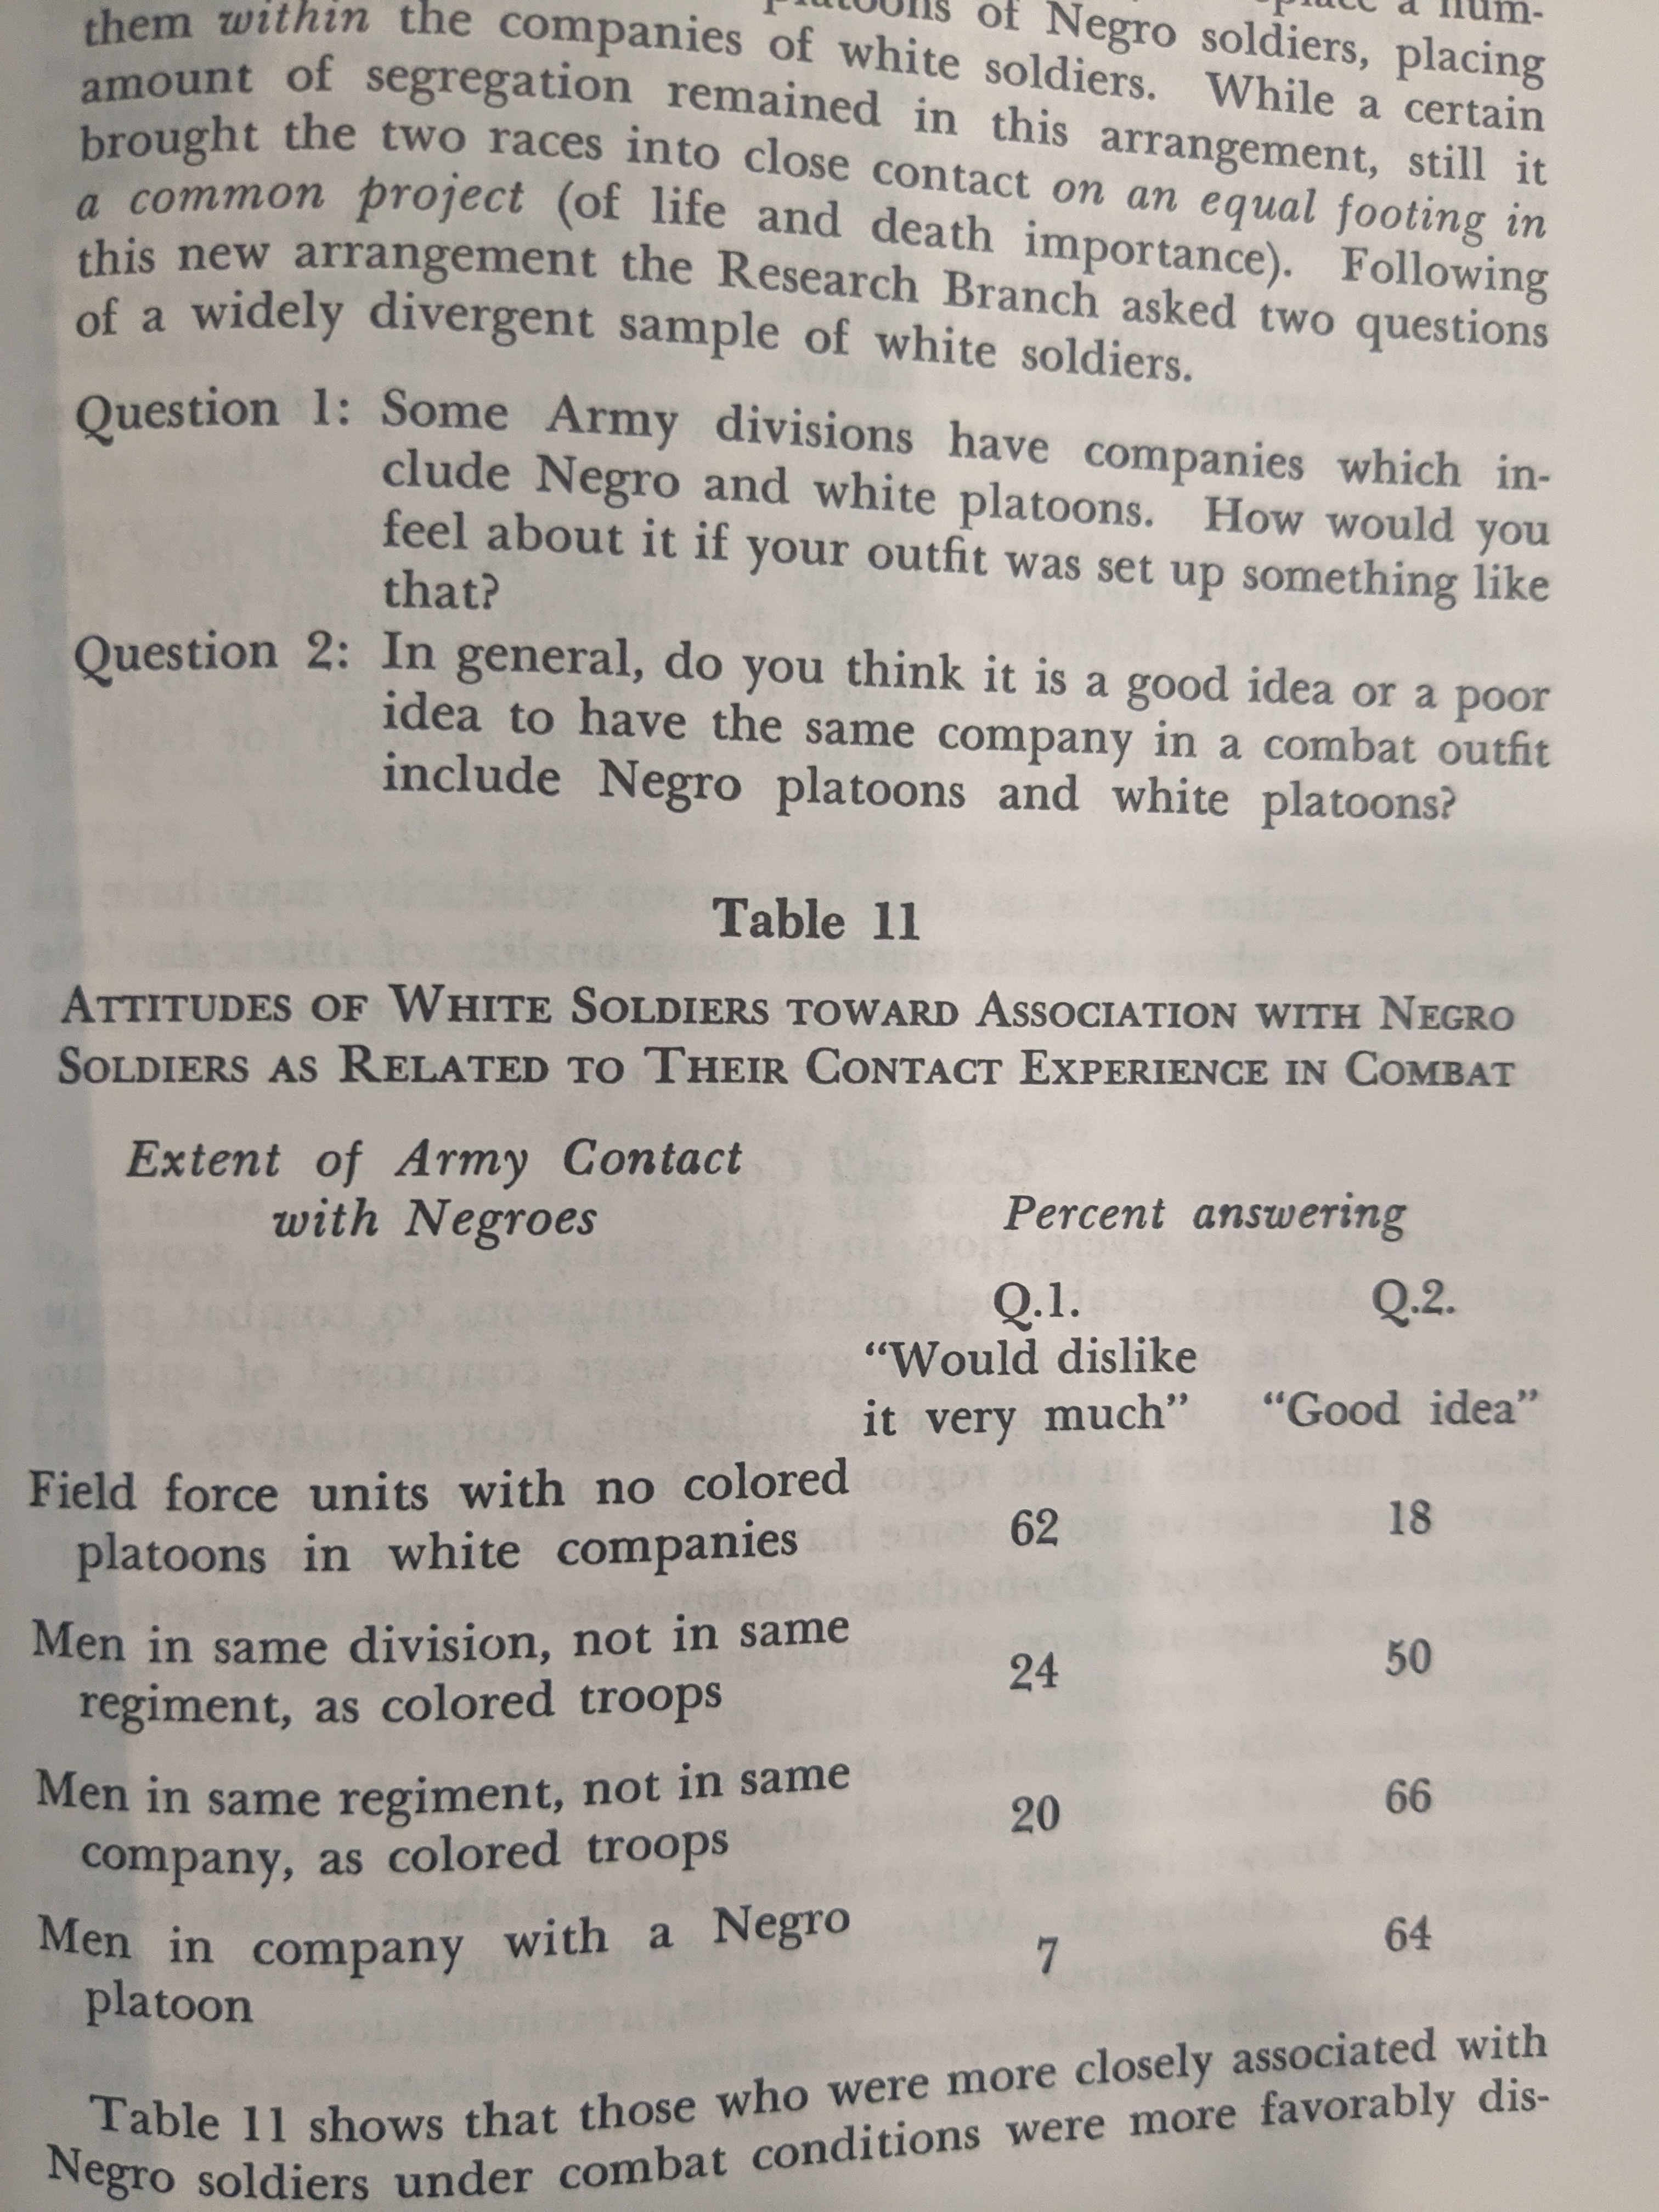 of Negro soldiers, placing
them within the companies of white soldiers. While a certain
amount of segregation remained in this arrangement, still it
brought the two races into close contact on an equal footing in
a common project (of life and death importance). Following
this new arrangement the Research Branch asked two questions
of a widely divergent sample of white soldiers.
Question 1: Some Army divisions have companies which in-
clude Negro and white platoons. How would you
feel about it if your outfit was set up something like
that?
Question 2: In general, do you think it is a good idea or a poor
idea to have the same company in a combat outfit
include Negro platoons and white platoons?
Table 11
ATTITUDES OF WHITE SOLDIERS TOWARD ASSOCIATION WITH NEGRO
SOLDIERS AS RELATED TO THEIR CONTACT EXPERIENCE IN COMBAT
Extent of Army Contact
with Negroes Percent answering
Q.1. Q.2.
“Would dislike
it very much” “Good idea”
Field force units with no colored
platoons in white companies 62 18
Men in same division, not in same
regiment, as colored troops 24 50
Men in same regiment, not in same
company, as colored troops 20 66
Men in company with a Negro
platoon 7 64
Table 11 shows that those who were more closely associated with
Negro soldiers under combat conditions were more favorably dis-